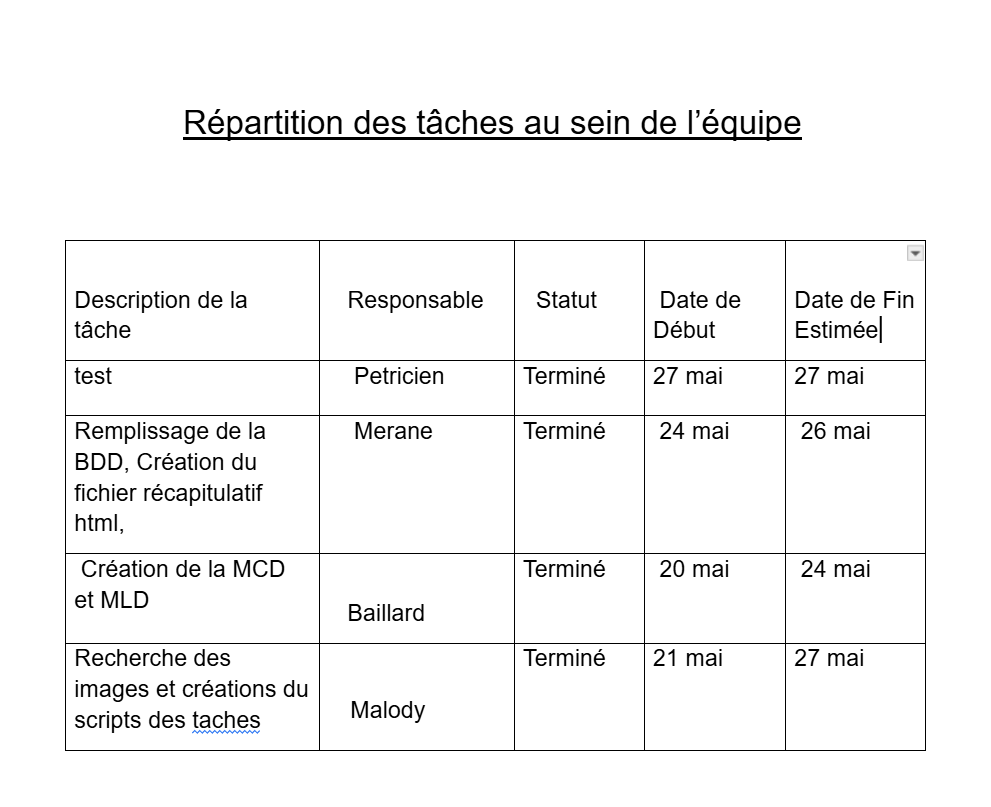 Répartition des tâches au sein de l’équipe
Description de la
tâche
Responsable
Statut
Date de
Début
Date de Fin
Estimée
test
Petricien
Terminé
27 mai
27 mai
Remplissage de la
BDD, Création du
fichier récapitulatif
html,
Merane
Terminé
24 mai
26 mai
Création de la MCD
et MLD
Baillard
Terminé
20 mai
24 mai
Recherche des
images et créations du
scripts des taches
Malody
Terminé
21 mai
27 mai